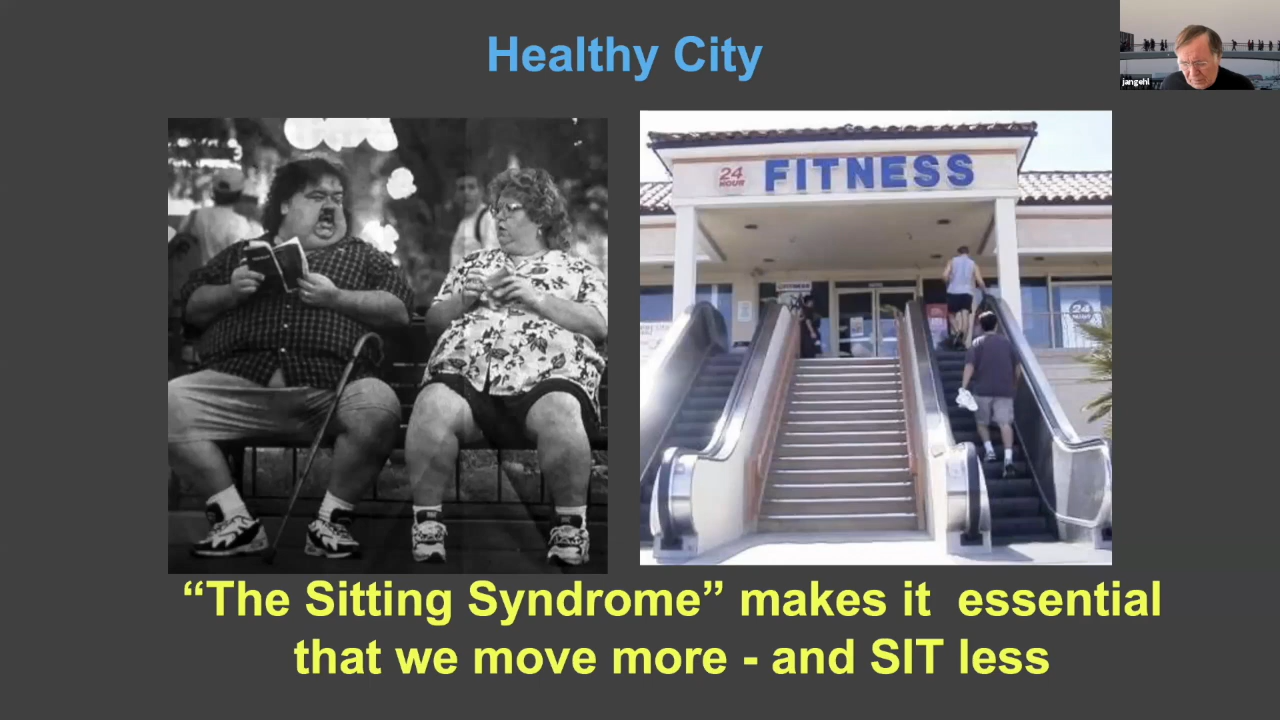 Healthy City
jangehl
24
HOUR
FITNESS
24
"The Sitting Syndrome" makes it  essential
that we move more - and SIT less